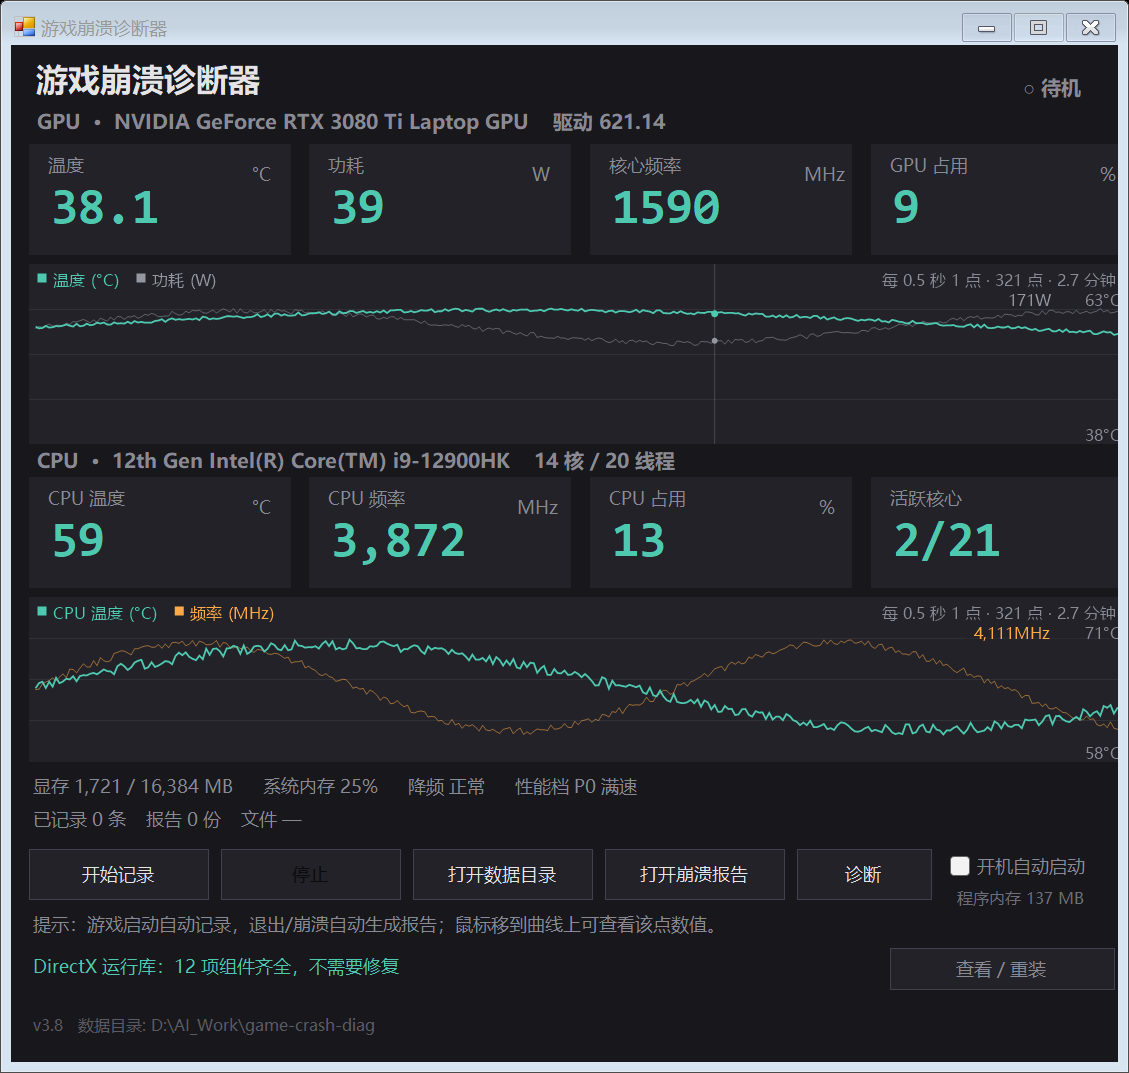 游戏崩溃诊断器
游戏崩溃诊断器
○ 待机
GPU • NVIDIA GeForce RTX 3080 Ti Laptop GPU 驱动 621.14
温度 °C
38.1
功耗 W
39
核心频率 MHz
1590
GPU 占用 %
9
温度 (°C) 功耗 (W) 每 0.5 秒 1 点 · 321 点 · 2.7 分钟
171W 63°C
38°C
CPU • 12th Gen Intel(R) Core(TM) i9-12900HK 14 核 / 20 线程
CPU 温度 °C
59
CPU 频率 MHz
3,872
CPU 占用 %
13
活跃核心
2/21
CPU 温度 (°C) 频率 (MHz) 每 0.5 秒 1 点 · 321 点 · 2.7 分钟
4,111MHz 71°C
58°C
显存 1,721 / 16,384 MB 系统内存 25% 降频 正常 性能档 P0 满速
已记录 0 条 报告 0 份 文件 —
开始记录 停止 打开数据目录 打开崩溃报告 诊断 开机自动启动
程序内存 137 MB
提示：游戏启动自动记录，退出/崩溃自动生成报告；鼠标移到曲线上可查看该点数值。
DirectX 运行库：12 项组件齐全，不需要修复
查看 / 重装
v3.8 数据目录: D:\AI_Work\game-crash-diag